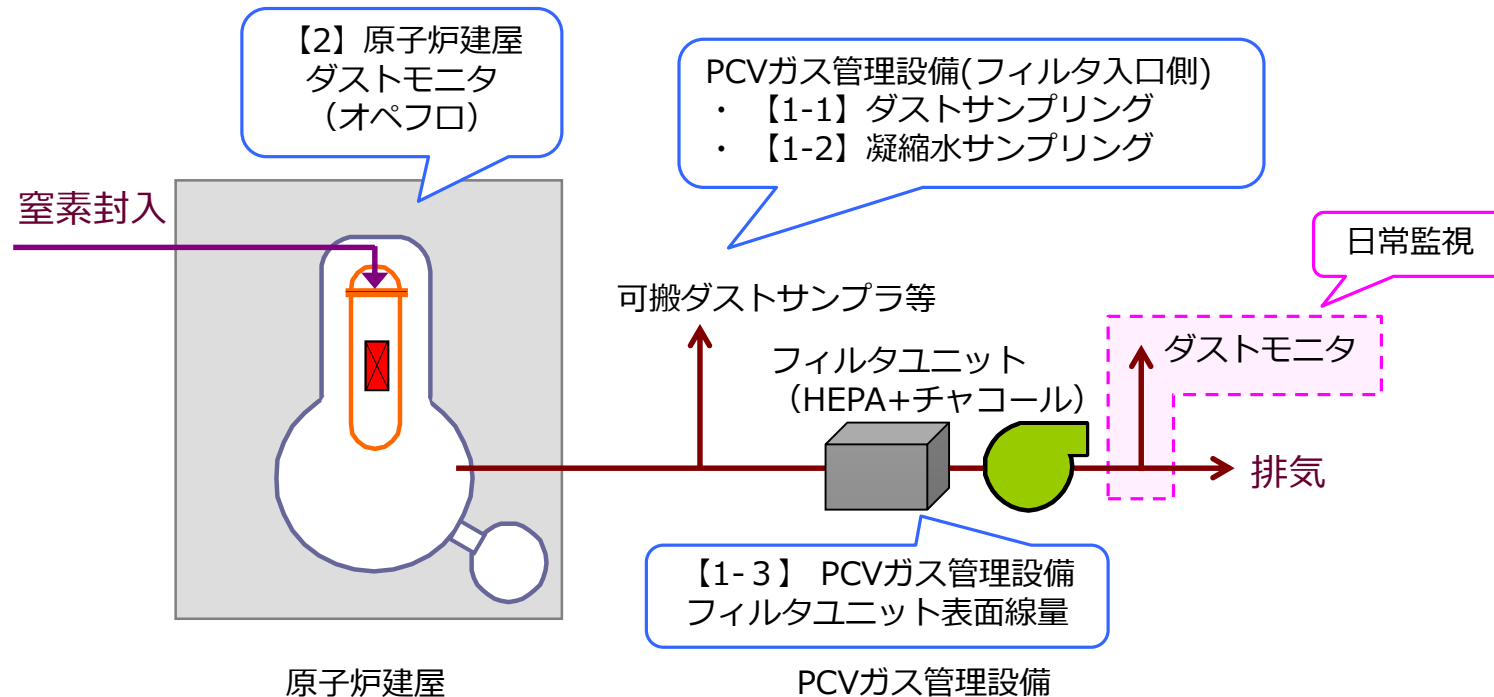 【2】原子炉建屋
ダストモニタ
（オペフロ）
PCVガス管理設備(フィルタ入口側)
・ 【1-1】ダストサンプリング
・ 【1-2】凝縮水サンプリング
窒素封入
日常監視
可搬ダストサンプラ等
ダストモニタ
フィルタユニット
（HEPA+チャコール）
排気
【1-３】 PCVガス管理設備
フィルタユニット表面線量
原子炉建屋
PCVガス管理設備